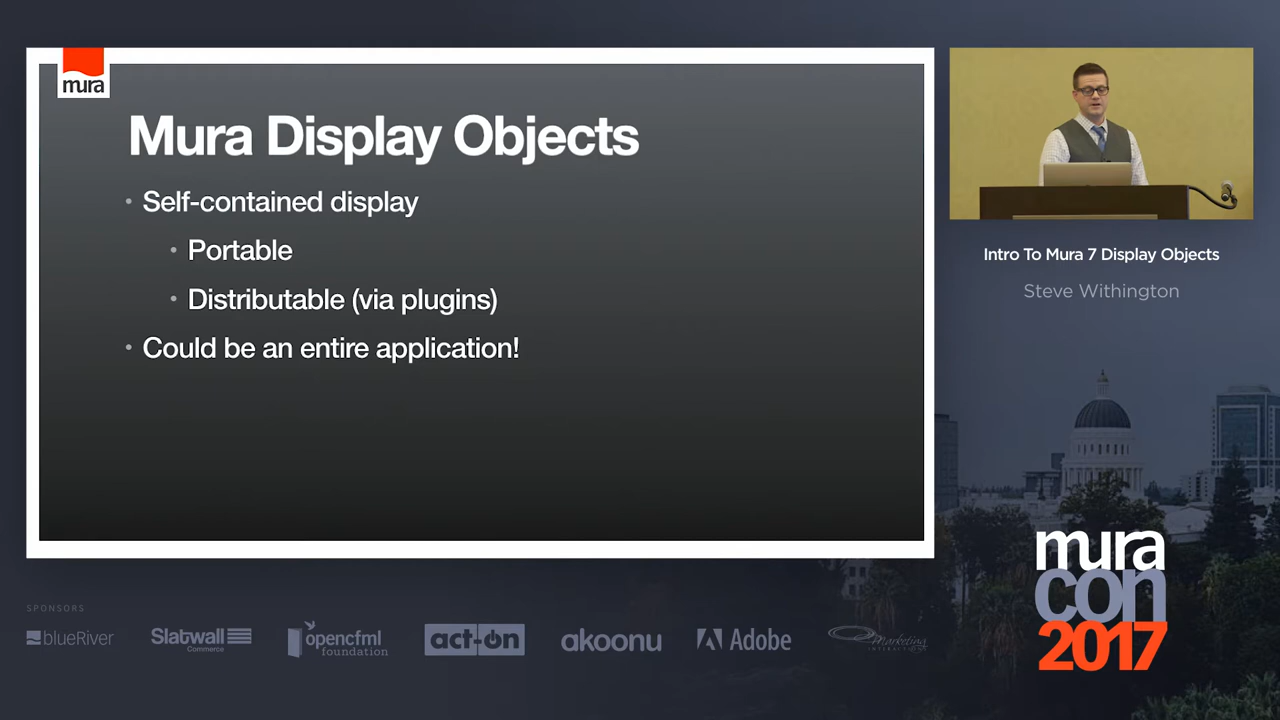 mura
Mura Display Objects
• Self-contained display
• Portable
• Distributable (via plugins)
• Could be an entire application!
Intro To Mura 7 Display Objects
Steve Withington
SPONSORS
blueRiver
Slatwall
Commerce
opencfml
foundation
act-on
akoonu
Adobe
Marketing
mura
con
2017